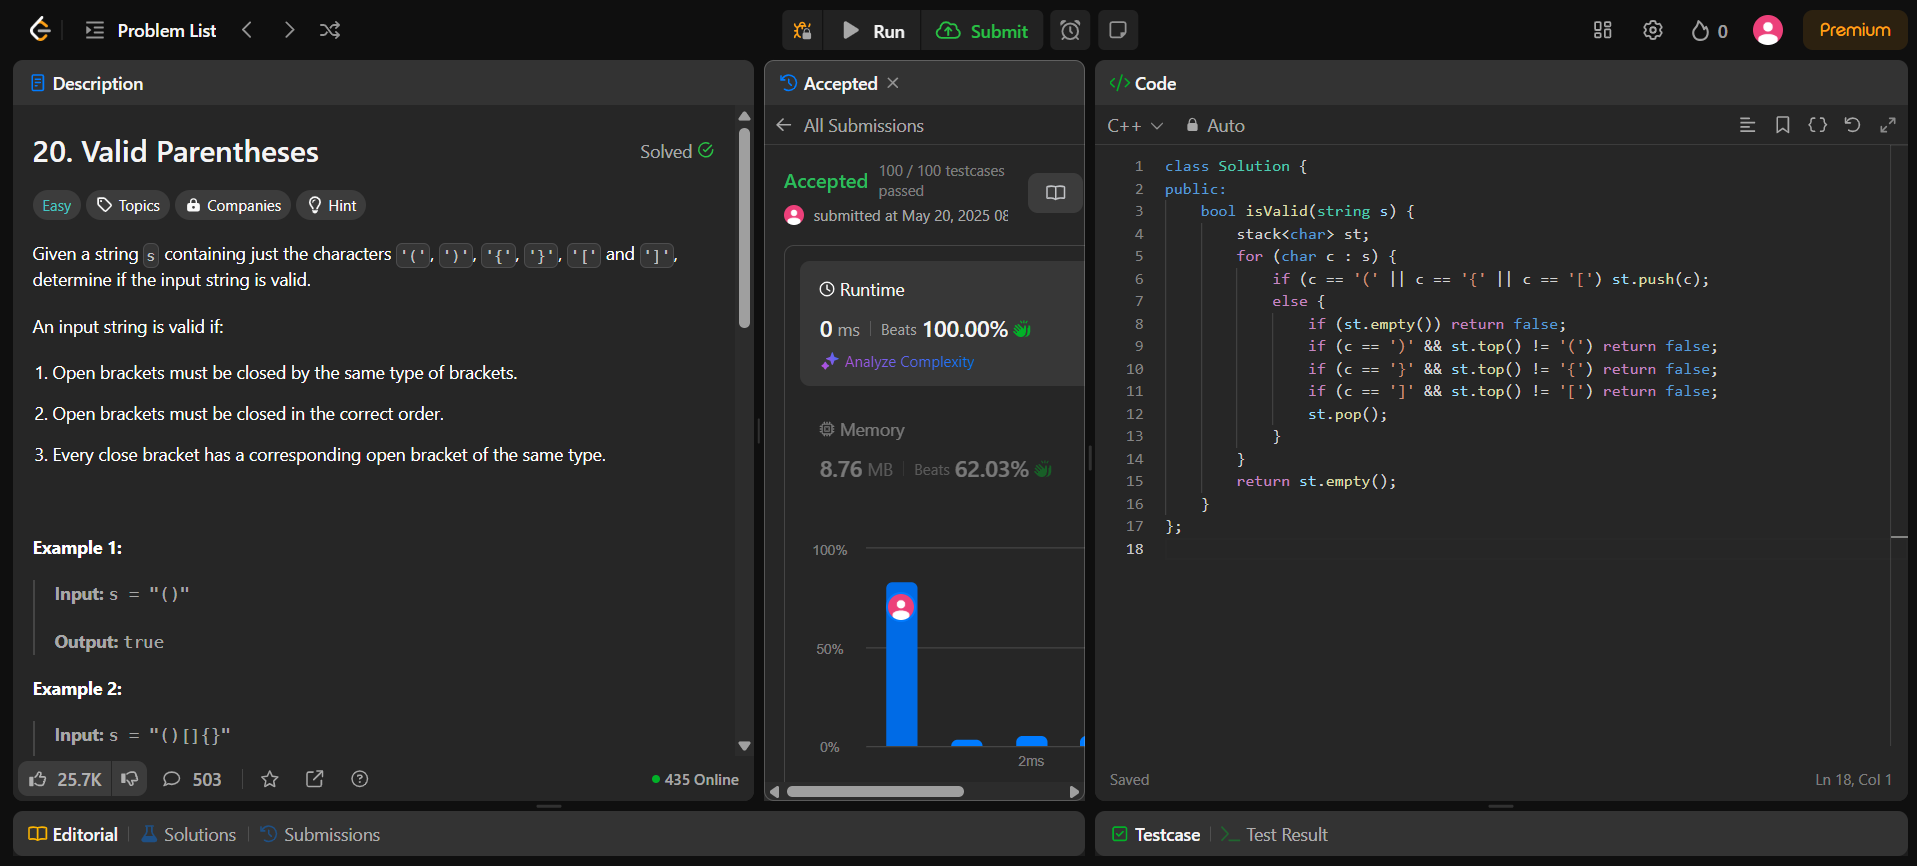 Problem List
Run
Submit
0
Premium
Description
20. Valid Parentheses
Solved
Easy
Topics
Companies
Hint
Given a string s containing just the characters '(', ')', '{', '}', '[' and ']',
determine if the input string is valid.
An input string is valid if:
1. Open brackets must be closed by the same type of brackets.
2. Open brackets must be closed in the correct order.
3. Every close bracket has a corresponding open bracket of the same type.
Example 1:
Input: s = "()"
Output: true
Example 2:
Input: s = "()[]{}"
25.7K
503
435 Online
Accepted
All Submissions
Accepted
100 / 100 testcases
passed
submitted at May 20, 2025 08
Runtime
0 ms
Beats 100.00%
Analyze Complexity
Memory
8.76 MB
Beats 62.03%
100%
50%
0%
2ms
</> Code
C++
Auto
1 class Solution {
2 public:
3     bool isValid(string s) {
4         stack<char> st;
5         for (char c : s) {
6             if (c == '(' || c == '{' || c == '[') st.push(c);
7             else {
8                 if (st.empty()) return false;
9                 if (c == ')' && st.top() != '(') return false;
10                 if (c == '}' && st.top() != '{') return false;
11                 if (c == ']' && st.top() != '[') return false;
12                 st.pop();
13             }
14         }
15         return st.empty();
16     }
17 };
18
Saved
Ln 18, Col 1
Editorial
Solutions
Submissions
Testcase
Test Result